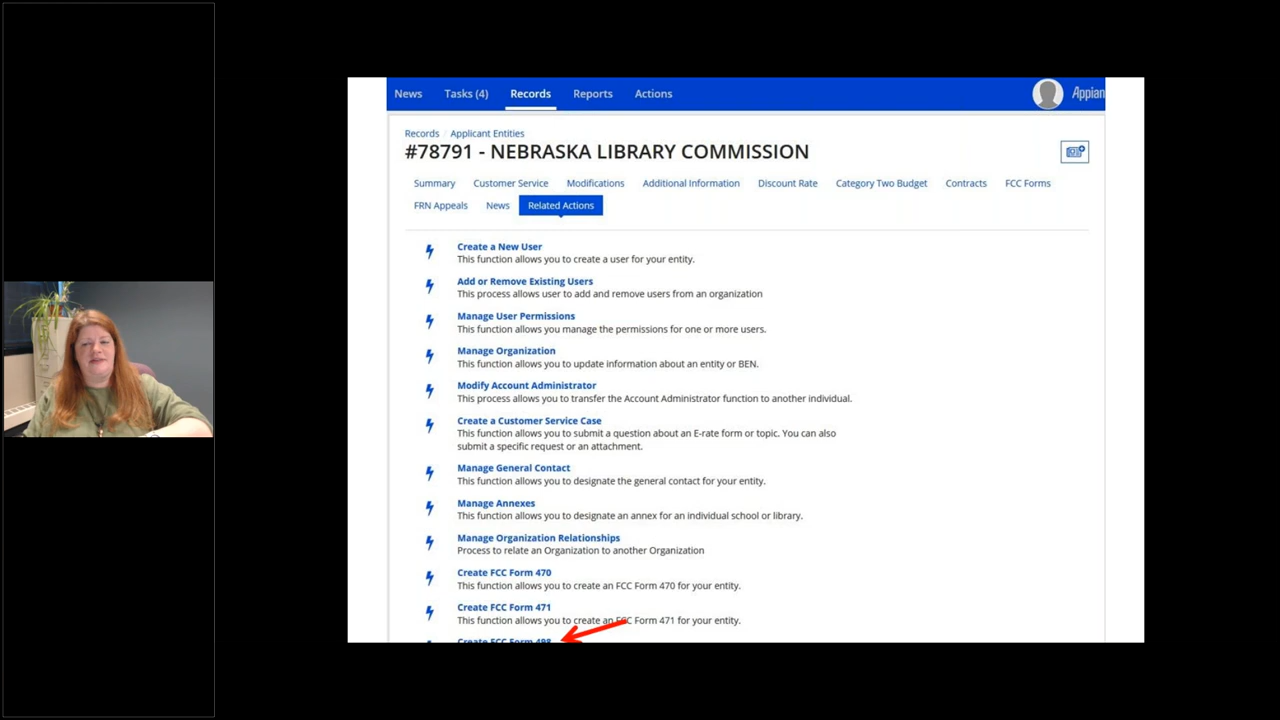 News Tasks (4) Records Reports Actions Appian
Records / Applicant Entities
#78791 - NEBRASKA LIBRARY COMMISSION
Summary Customer Service Modifications Additional Information Discount Rate Category Two Budget Contracts FCC Forms
FRN Appeals News Related Actions
Create a New User
This function allows you to create a user for your entity.
Add or Remove Existing Users
This process allows user to add and remove users from an organization
Manage User Permissions
This function allows you manage the permissions for one or more users.
Manage Organization
This function allows you to update information about an entity or BEN.
Modify Account Administrator
This process allows you to transfer the Account Administrator function to another individual.
Create a Customer Service Case
This function allows you to submit a question about an E-rate form or topic. You can also
submit a specific request or an attachment.
Manage General Contact
This function allows you to designate the general contact for your entity.
Manage Annexes
This function allows you to designate an annex for an individual school or library.
Manage Organization Relationships
Process to relate an Organization to another Organization
Create FCC Form 470
This function allows you to create an FCC Form 470 for your entity.
Create FCC Form 471
This function allows you to create an FCC Form 471 for your entity.
Create FCC Form 498